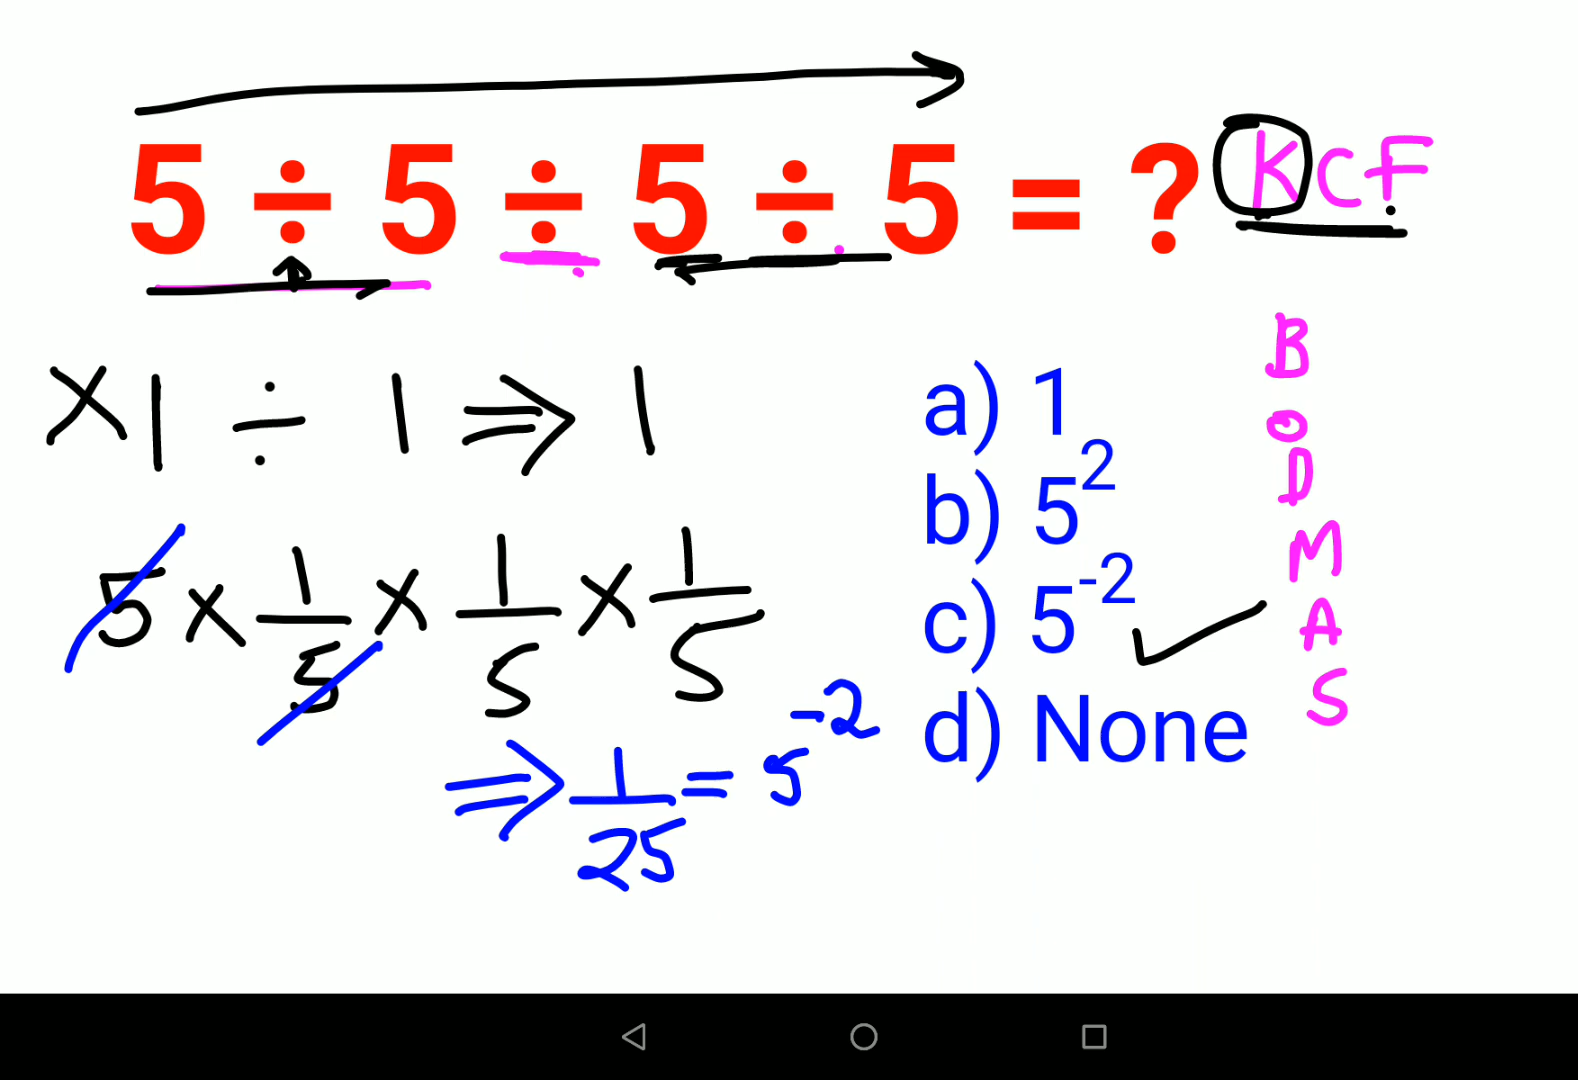 5 ÷ 5 ÷ 5 ÷ 5 = ? KCF
X 1 ÷ 1 ⇒ 1
5 × 1/5 × 1/5 × 1/5
⇒ 1/25 = 5⁻²
a) 1
b) 5²
c) 5⁻² ✓
d) None
B
O
D
M
A
S